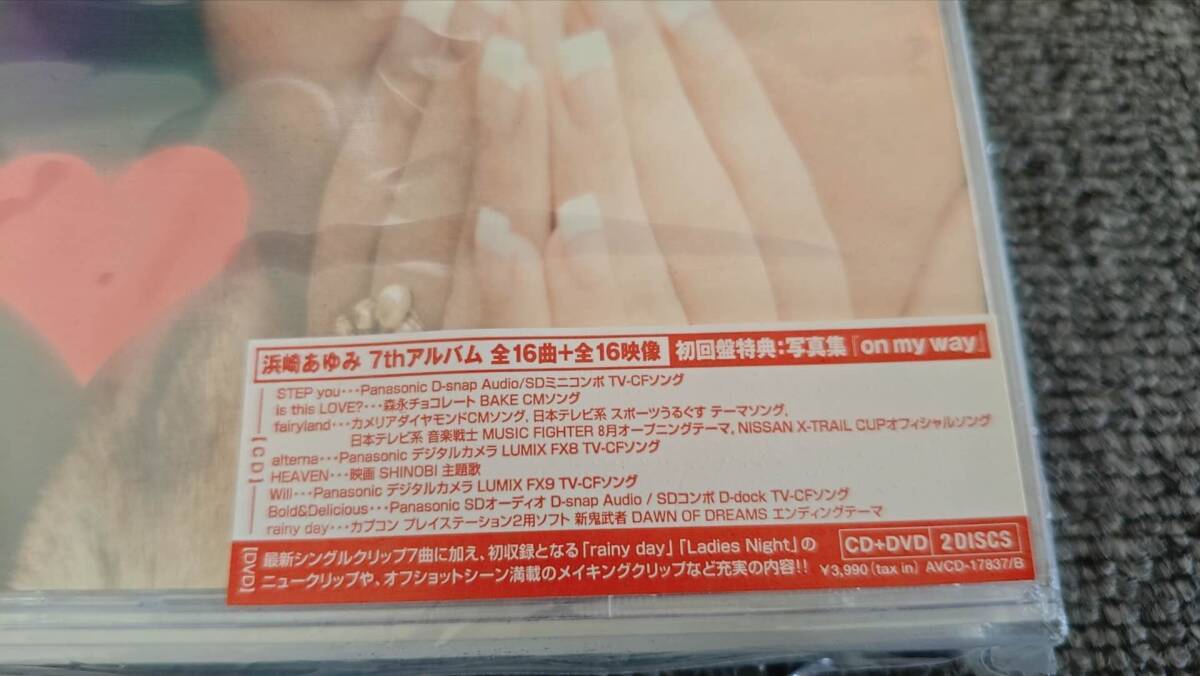 浜崎あゆみ 7thアルバム 全16曲+全16映像 初回盤特典:写真集『on my way』
【CD】
STEP you･･･Panasonic D-snap Audio/SDミニコンポ TV-CFソング
is this LOVE?･･･森永チョコレート BAKE CMソング
fairyland･･･カメリアダイヤモンドCMソング, 日本テレビ系 スポーツうるぐす テーマソング,
日本テレビ系 音楽戦士 MUSIC FIGHTER 8月オープニングテーマ, NISSAN X-TRAIL CUPオフィシャルソング
alterna･･･Panasonic デジタルカメラ LUMIX FX8 TV-CFソング
HEAVEN･･･映画 SHINOBI 主題歌
Will･･･Panasonic デジタルカメラ LUMIX FX9 TV-CFソング
Bold&Delicious･･･Panasonic SDオーディオ D-snap Audio / SDコンポ D-dock TV-CFソング
rainy day･･･カプコン プレイステーション2用ソフト 新鬼武者 DAWN OF DREAMS エンディングテーマ
【DVD】
最新シングルクリップ7曲に加え、初収録となる「rainy day」「Ladies Night」の
ニュークリップや、オフショットシーン満載のメイキングクリップなど充実の内容!!
CD+DVD 2DISCS
¥3,990(tax in) AVCD-17837/B